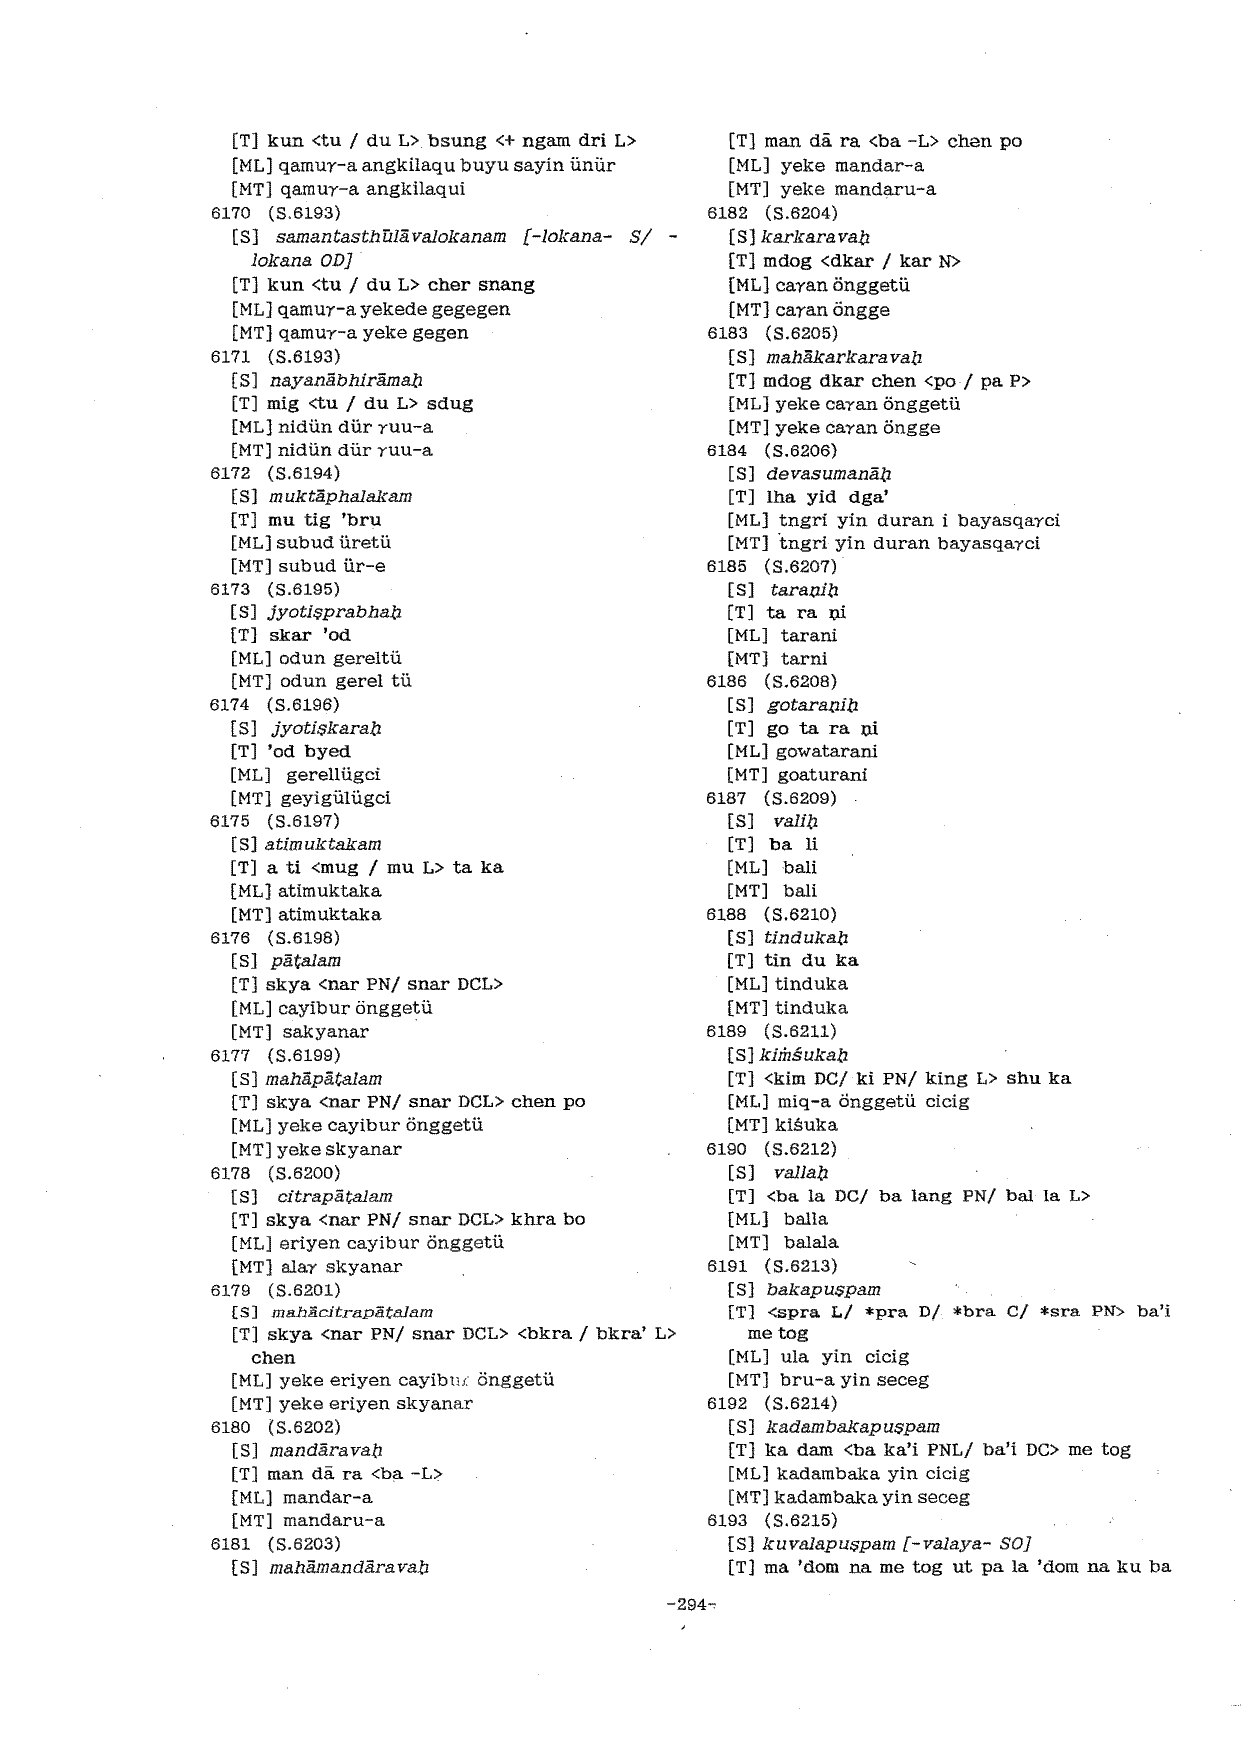 [T] kun <tu / du L> bsung <+ ngam dri L>
[ML] qamuγ-a angkilaqu buyu sayin ünür
[MT] qamuγ-a angkilaqui
6170 (S.6193)
[S] samantasthūlāvalokanam [-lokana- S/ -
lokana OD]
[T] kun <tu / du L> cher snang
[ML] qamuγ-a yekede gegegen
[MT] qamuγ-a yeke gegen
6171 (S.6193)
[S] nayanābhirāmaḥ
[T] mig <tu / du L> sdug
[ML] nidün dür γuu-a
[MT] nidün dür γuu-a
6172 (S.6194)
[S] muktāphalakam
[T] mu tig 'bru
[ML] subud üretü
[MT] subud ür-e
6173 (S.6195)
[S] jyotiṣprabhaḥ
[T] skar 'od
[ML] odun gereltü
[MT] odun gerel tü
6174 (S.6196)
[S] jyotiṣkaraḥ
[T] 'od byed
[ML] gerellügci
[MT] geyigülügci
6175 (S.6197)
[S] atimuktakam
[T] a ti <mug / mu L> ta ka
[ML] atimuktaka
[MT] atimuktaka
6176 (S.6198)
[S] pāṭalam
[T] skya <nar PN/ snar DCL>
[ML] cayibur önggetü
[MT] sakyanar
6177 (S.6199)
[S] mahāpāṭalam
[T] skya <nar PN/ snar DCL> chen po
[ML] yeke cayibur önggetü
[MT] yeke skyanar
6178 (S.6200)
[S] citrapāṭalam
[T] skya <nar PN/ snar DCL> khra bo
[ML] eriyen cayibur önggetü
[MT] alaγ skyanar
6179 (S.6201)
[S] mahācitrapāṭalam
[T] skya <nar PN/ snar DCL> <bkra / bkra' L>
chen
[ML] yeke eriyen cayibur önggetü
[MT] yeke eriyen skyanar
6180 (S.6202)
[S] mandāravaḥ
[T] man dā ra <ba -L>
[ML] mandar-a
[MT] mandaru-a
6181 (S.6203)
[S] mahāmandāravaḥ
[T] man dā ra <ba -L> chen po
[ML] yeke mandar-a
[MT] yeke mandaru-a
6182 (S.6204)
[S] karkaravaḥ
[T] mdog <dkar / kar N>
[ML] caγan önggetü
[MT] caγan öngge
6183 (S.6205)
[S] mahākarkaravaḥ
[T] mdog dkar chen <po / pa P>
[ML] yeke caγan önggetü
[MT] yeke caγan öngge
6184 (S.6206)
[S] devasumanāḥ
[T] lha yid dga'
[ML] tngri yin duran i bayasqaγci
[MT] tngri yin duran bayasqaγci
6185 (S.6207)
[S] taraṇiḥ
[T] ta ra ṇi
[ML] tarani
[MT] tarni
6186 (S.6208)
[S] gotaraṇiḥ
[T] go ta ra ṇi
[ML] gowatarani
[MT] goaturani
6187 (S.6209)
[S] valiḥ
[T] ba li
[ML] bali
[MT] bali
6188 (S.6210)
[S] tindukaḥ
[T] tin du ka
[ML] tinduka
[MT] tinduka
6189 (S.6211)
[S] kiṁśukaḥ
[T] <kim DC/ ki PN/ king L> shu ka
[ML] miq-a önggetü cicig
[MT] kiśuka
6190 (S.6212)
[S] vallaḥ
[T] <ba la DC/ ba lang PN/ bal la L>
[ML] balla
[MT] balala
6191 (S.6213)
[S] bakapuṣpam
[T] <spra L/ *pra D/ *bra C/ *sra PN> ba'i
me tog
[ML] ula yin cicig
[MT] bru-a yin seceg
6192 (S.6214)
[S] kadambakapuṣpam
[T] ka dam <ba ka'i PNL/ ba'i DC> me tog
[ML] kadambaka yin cicig
[MT] kadambaka yin seceg
6193 (S.6215)
[S] kuvalapuṣpam [-valaya- SO]
[T] ma 'dom na me tog ut pa la 'dom na ku ba
-294-